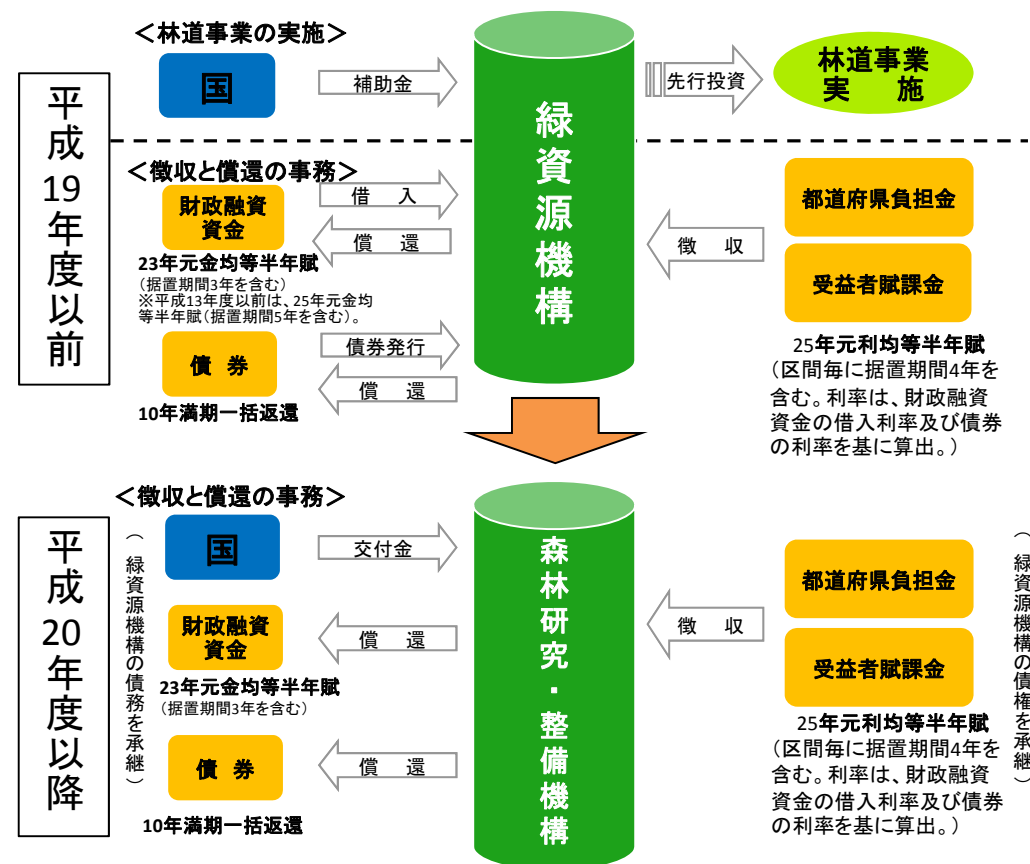 平成19年度以前
＜林道事業の実施＞
国
補助金
緑資源機構
先行投資
林道事業
実　施
＜徴収と償還の事務＞
財政融資
資金
借　入
償　還
23年元金均等半年賦
（据置期間3年を含む）
※平成13年度以前は、25年元金均
等半年賦（据置期間5年を含む）。
債　券
債券発行
償　還
10年満期一括返還
徴　収
都道府県負担金
受益者賦課金
25年元利均等半年賦
（区間毎に据置期間4年を
含む。利率は、財政融資
資金の借入利率及び債券
の利率を基に算出。）
平成20年度以降
（緑資源機構の債務を承継）
＜徴収と償還の事務＞
国
交付金
森林研究・整備機構
財政融資
資金
償　還
23年元金均等半年賦
（据置期間3年を含む）
債　券
償　還
10年満期一括返還
徴　収
都道府県負担金
受益者賦課金
25年元利均等半年賦
（区間毎に据置期間4年を
含む。利率は、財政融資
資金の借入利率及び債券
の利率を基に算出。）
（緑資源機構の債権を承継）